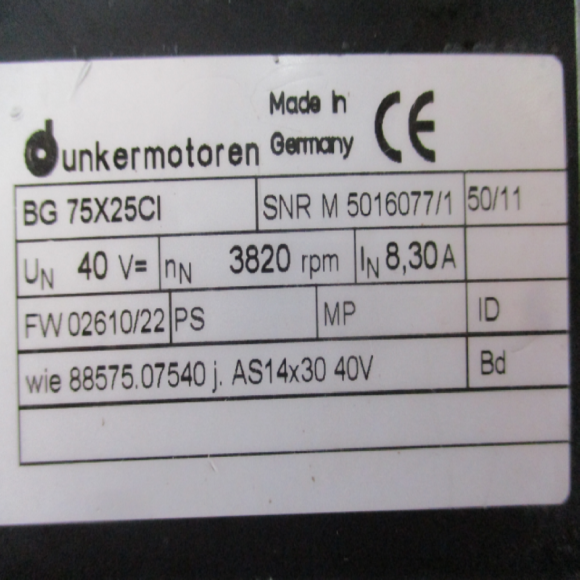 dunkermotoren Made in Germany CE
BG 75X25CI SNR M 5016077/1 50/11
UN 40 V= nN 3820 rpm IN 8,30 A
FW 02610/22 PS MP ID
wie 88575.07540 j. AS14x30 40V Bd